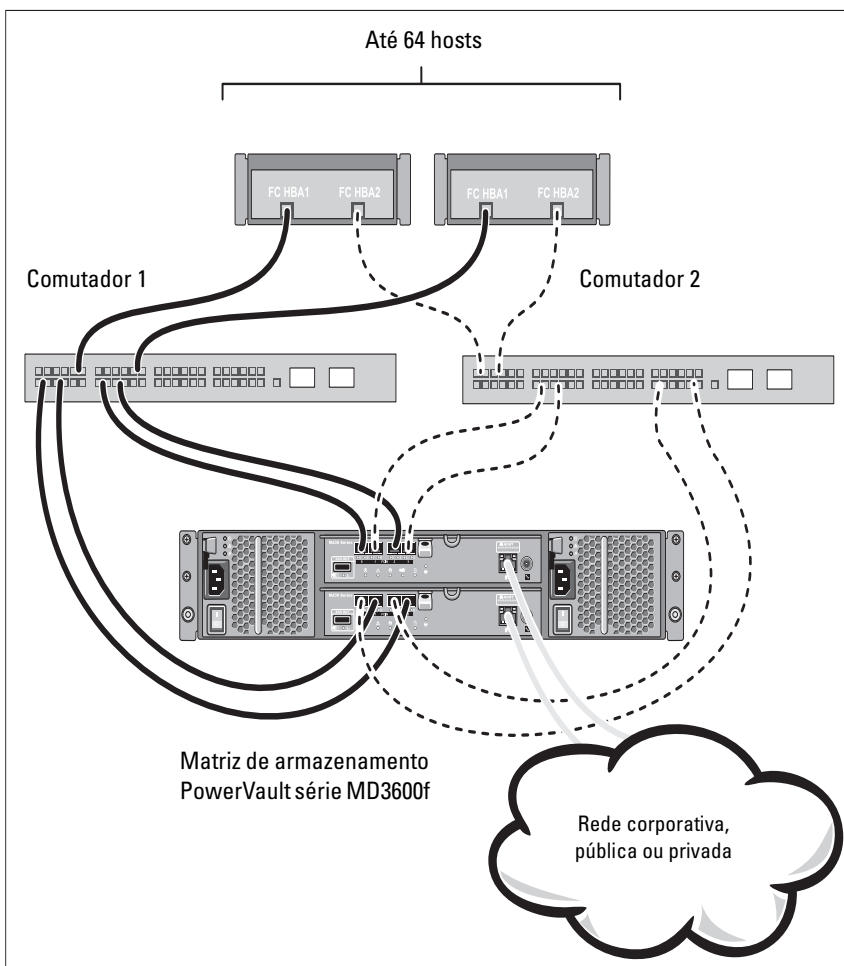 Até 64 hosts
FC HBA1
FC HBA2
FC HBA1
FC HBA2
Comutador 1
Comutador 2
Matriz de armazenamento
PowerVault série MD3600f
Rede corporativa,
pública ou privada